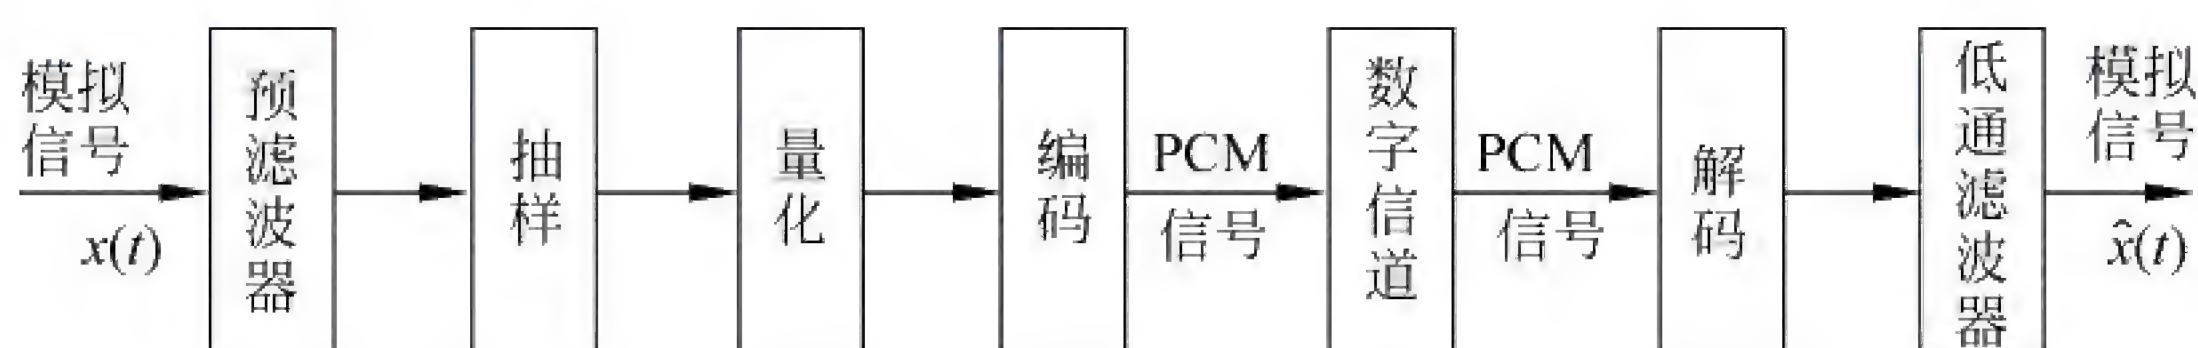 模拟
信号
x(t)
预滤波器
抽样
量化
编码
PCM
信号
数字信道
PCM
信号
解码
低通滤波器
模拟
信号
x̂(t)